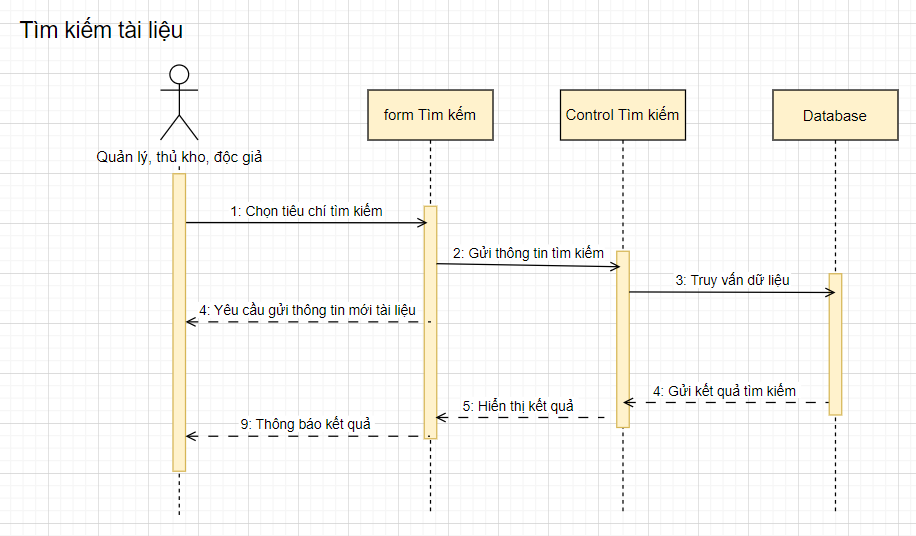 Tìm kiếm tài liệu
form Tìm kếm
Control Tìm kiếm
Database
Quản lý, thủ kho, độc giả
1: Chọn tiêu chí tìm kiếm
2: Gửi thông tin tìm kiếm
3: Truy vấn dữ liệu
4: Yêu cầu gửi thông tin mới tài liệu
4: Gửi kết quả tìm kiếm
5: Hiển thị kết quả
9: Thông báo kết quả